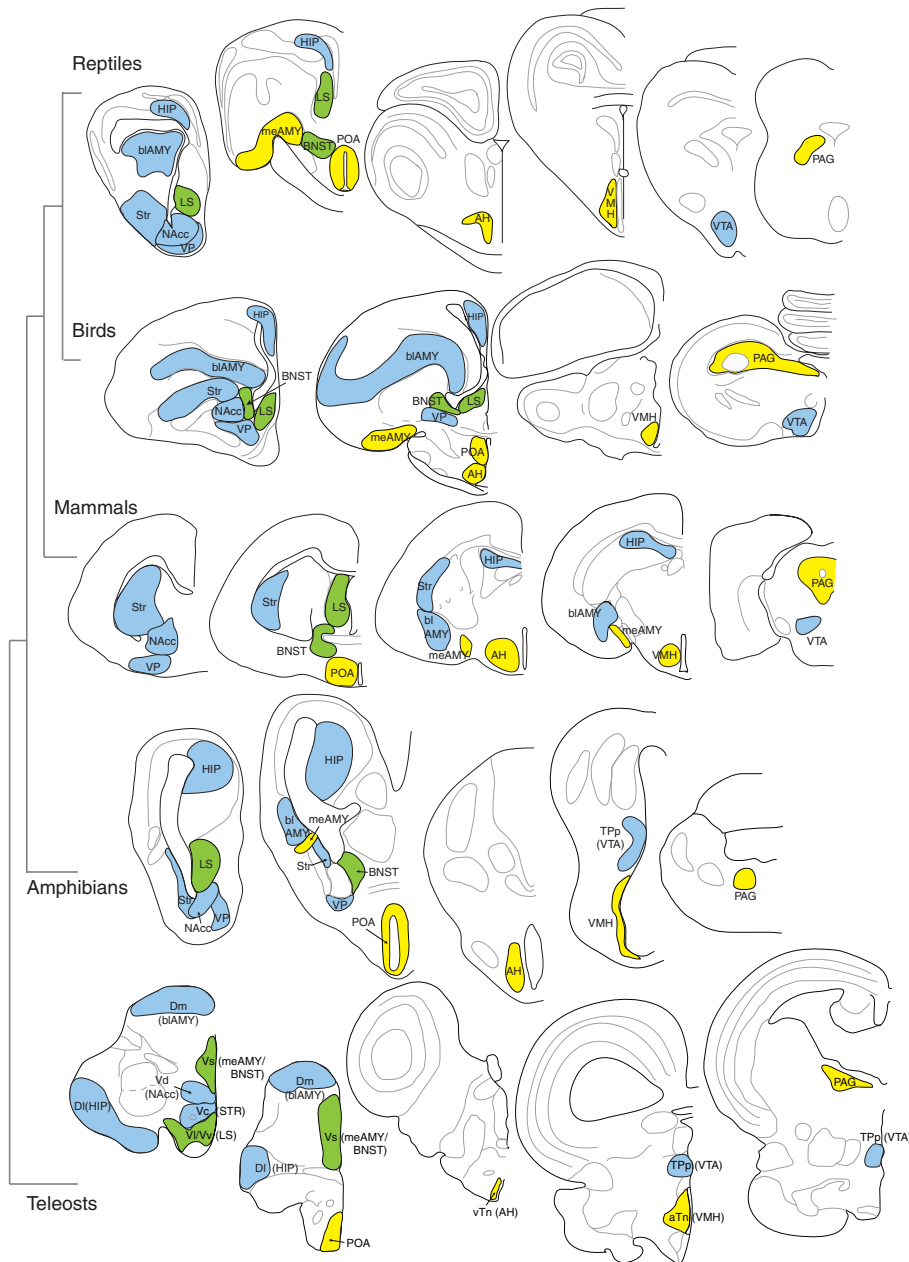 Reptiles
HIP
LS
meAMY
BNST
POA
HIP
blAMY
LS
Str
NAcc
VP
AH
V
M
H
VTA
PAG
Birds
HIP
blAMY
BNST
Str
NAcc
LS
VP
HIP
blAMY
BNST
LS
VP
meAMY
POA
AH
VMH
PAG
VTA
Mammals
Str
NAcc
VP
Str
LS
BNST
POA
HIP
Str
bl
AMY
meAMY
AH
HIP
blAMY
meAMY
VMH
PAG
VTA
Amphibians
HIP
LS
Str
NAcc
VP
HIP
bl
AMY
meAMY
Str
BNST
VP
POA
AH
TPp
(VTA)
VMH
PAG
Teleosts
Dm
(blAMY)
Vs (meAMY/
BNST)
Vd
(NAcc)
Vc (STR)
Dl(HIP)
Vl/Vv (LS)
Dm
(blAMY)
Vs (meAMY/
BNST)
Dl (HIP)
POA
vTn (AH)
TPp (VTA)
aTn (VMH)
PAG
TPp (VTA)